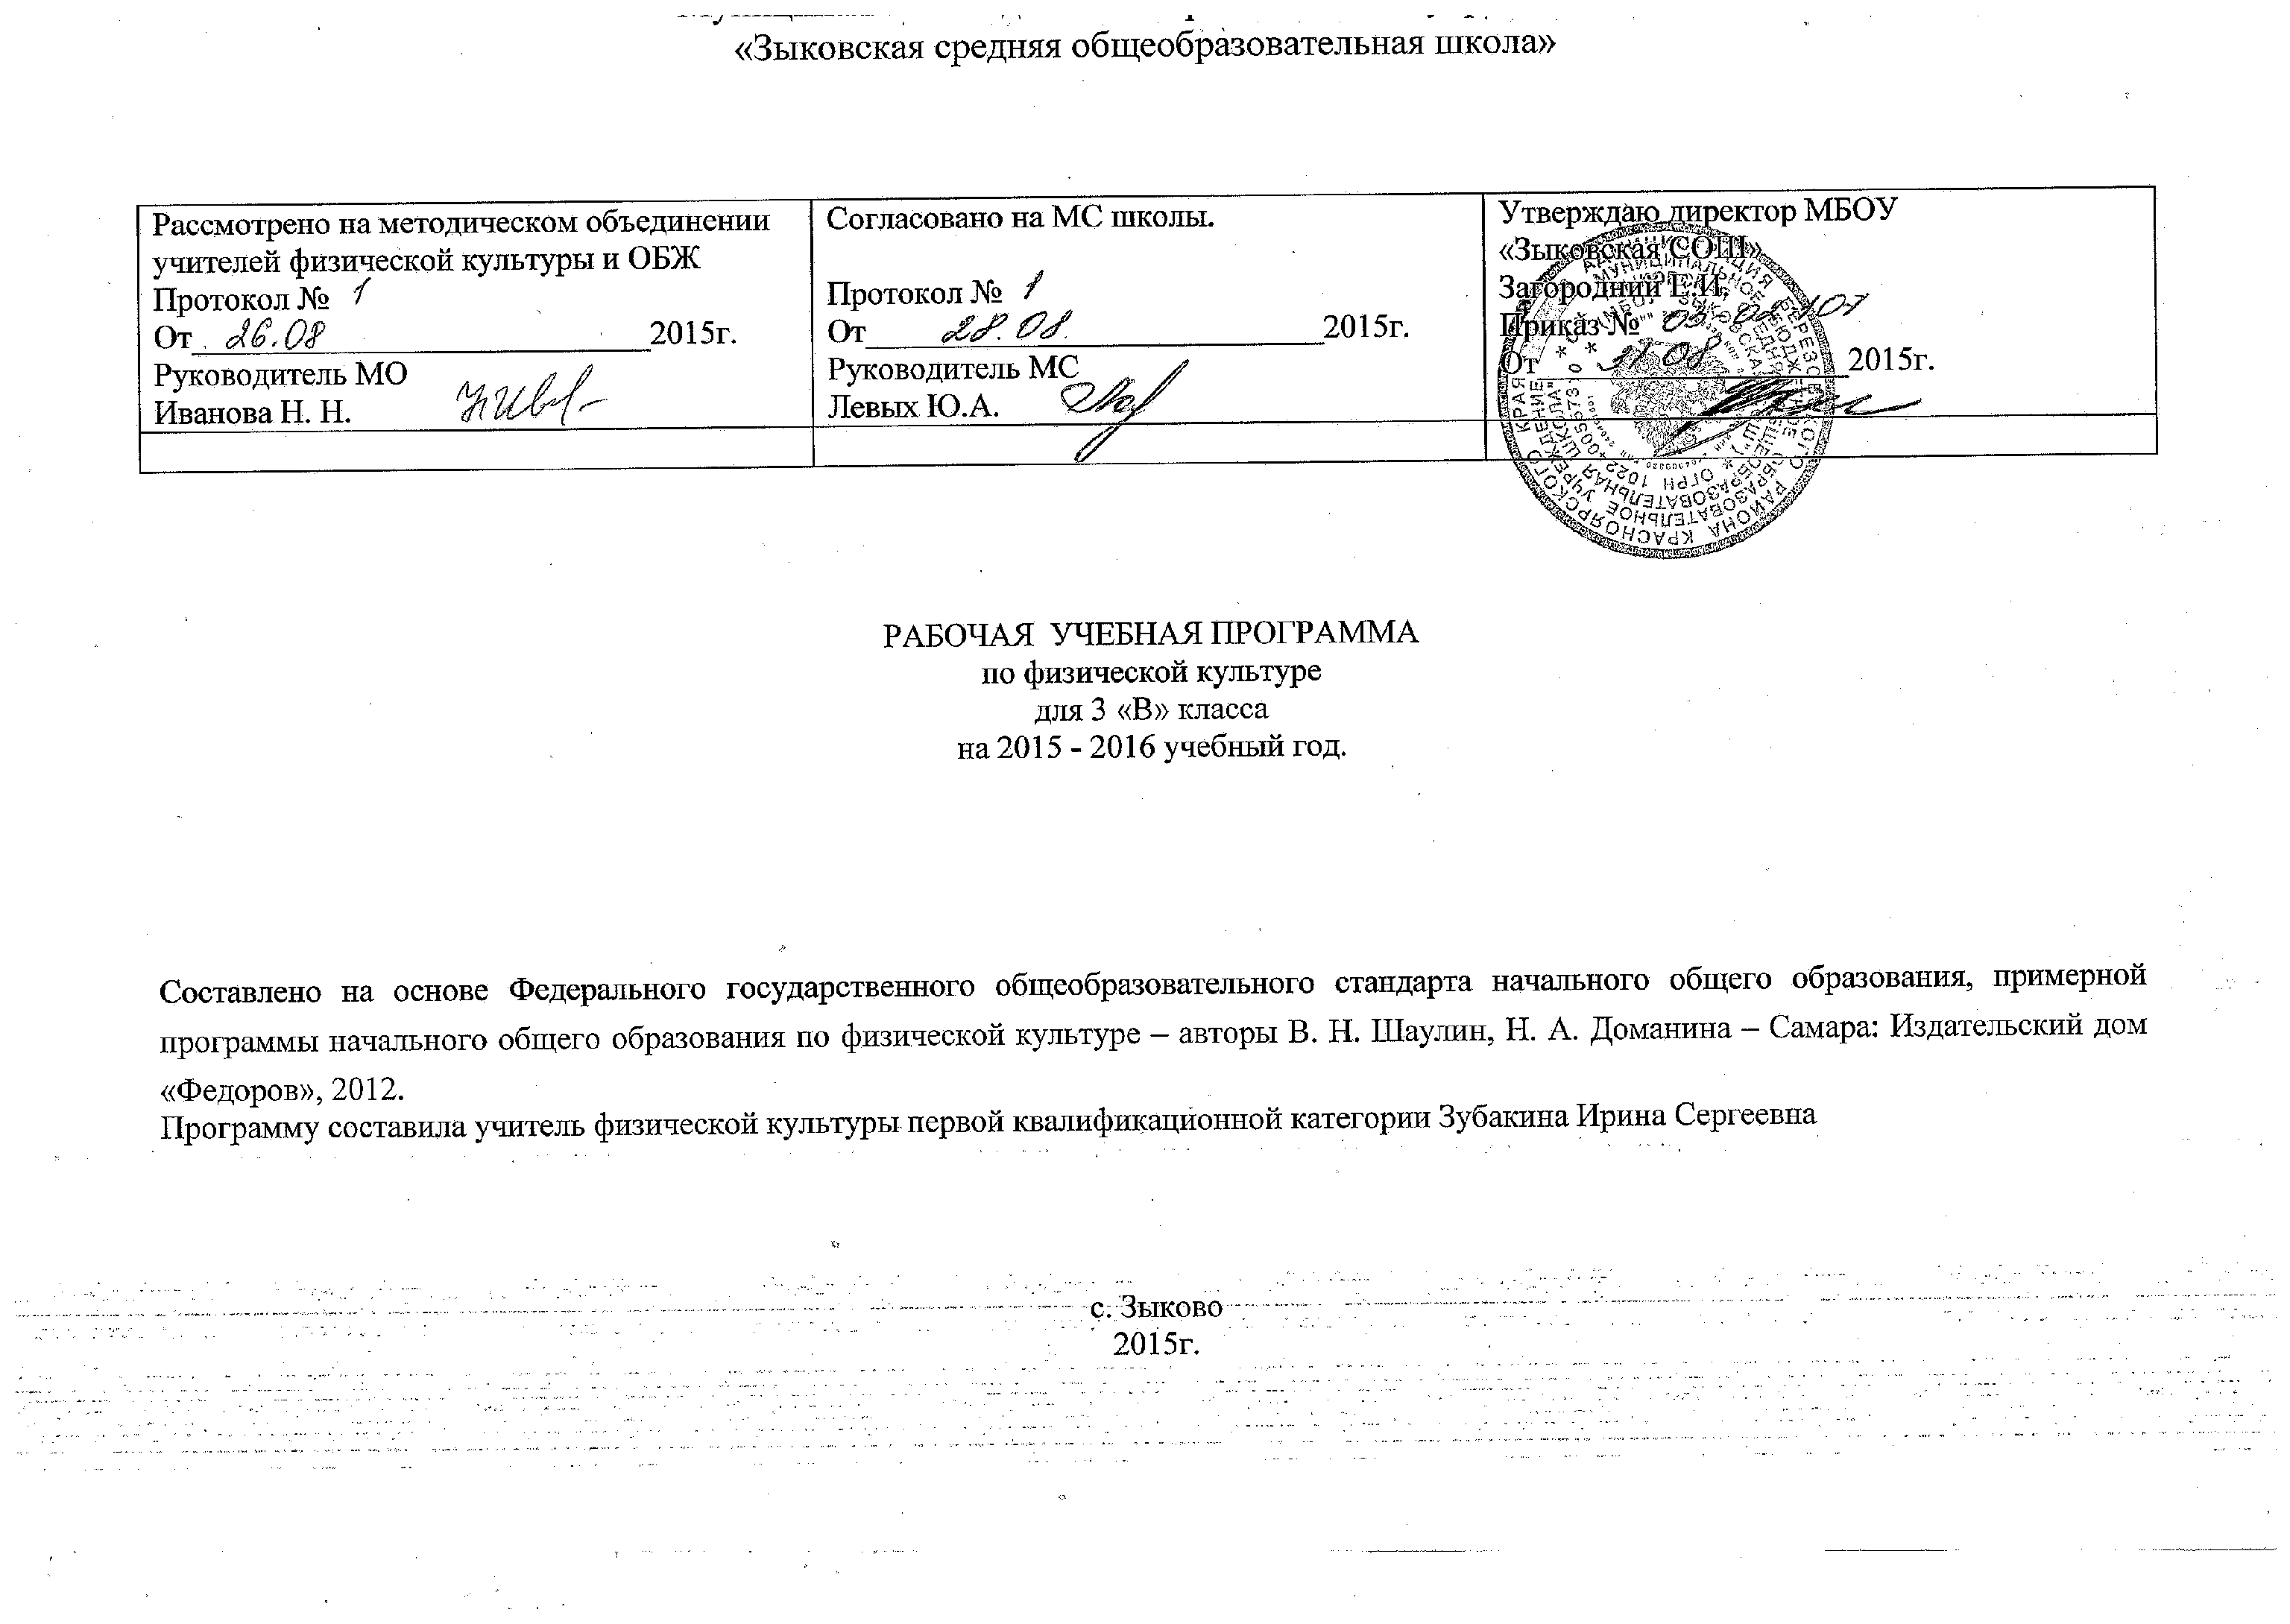 «Зыковская средняя общеобразовательная школа»
Рассмотрено на методическом объединении
учителей физической культуры и ОБЖ
Протокол № 1
От 26.08 2015г.
Руководитель МО
Иванова Н. Н.
Согласовано на МС школы.
Протокол № 1
От 28.08. 2015г.
Руководитель МС
Левых Ю.А.
Утверждаю директор МБОУ
«Зыковская СОШ»
Загородний Е.И.
Приказ № 03-02-107
От 31.08 2015г.
РАБОЧАЯ УЧЕБНАЯ ПРОГРАММА
по физической культуре
для 3 «В» класса
на 2015 - 2016 учебный год.
Составлено на основе Федерального государственного общеобразовательного стандарта начального общего образования, примерной
программы начального общего образования по физической культуре – авторы В. Н. Шаулин, Н. А. Доманина – Самара: Издательский дом
«Федоров», 2012.
Программу составила учитель физической культуры первой квалификационной категории Зубакина Ирина Сергеевна
с. Зыково
2015г.